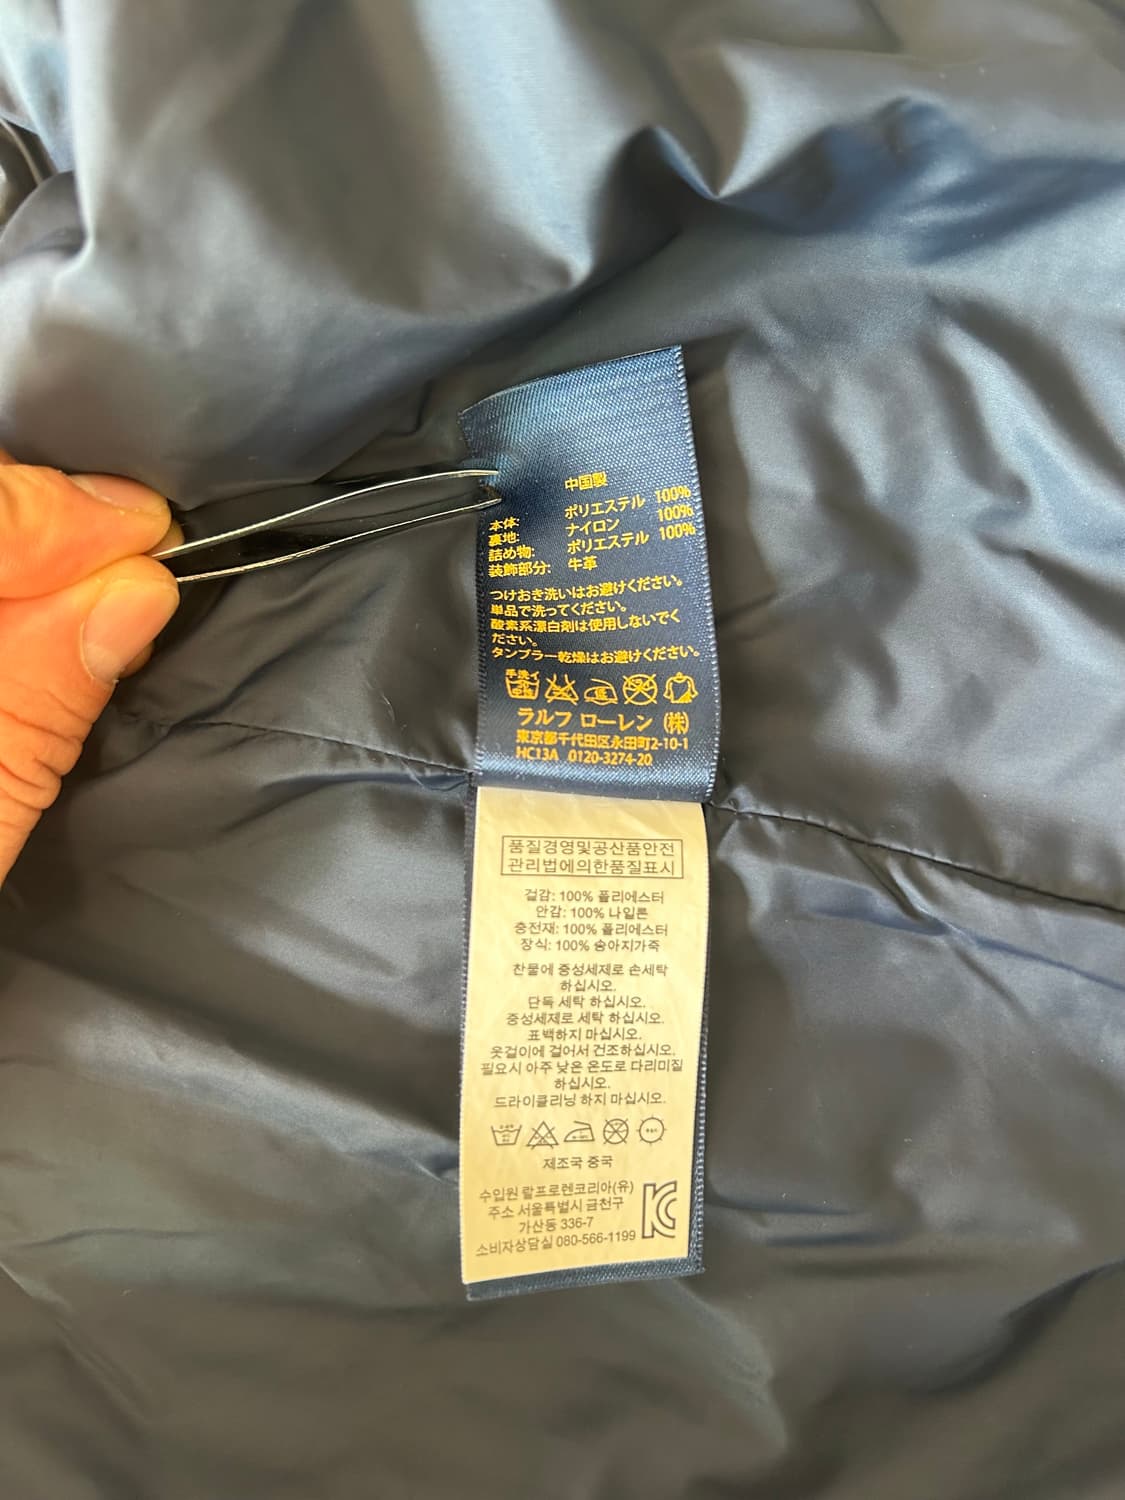 中国製
本体: ポリエステル 100%
裏地: ナイロン 100%
詰め物: ポリエステル 100%
装飾部分: 牛革
つけおき洗いはお避けください。
単品で洗ってください。
酸素系漂白剤は使用しないでく
ださい。
タンブラー乾燥はお避けください。
手洗イ
ラルフ ローレン (株)
東京都千代田区永田町2-10-1
HC13A 0120-3274-20
품질경영및공산품안전
관리법에의한품질표시
겉감: 100% 폴리에스터
안감: 100% 나일론
충전재: 100% 폴리에스터
장식: 100% 송아지가죽
찬물에 중성세제로 손세탁
하십시오.
단독 세탁 하십시오.
중성세제로 세탁 하십시오.
표백하지 마십시오.
옷걸이에 걸어서 건조하십시오.
필요시 아주 낮은 온도로 다리미질
하십시오.
드라이클리닝 하지 마십시오.
제조국 중국
수입원 랄프로렌코리아(유)
주소 서울특별시 금천구
가산동 336-7
소비자상담실 080-566-1199